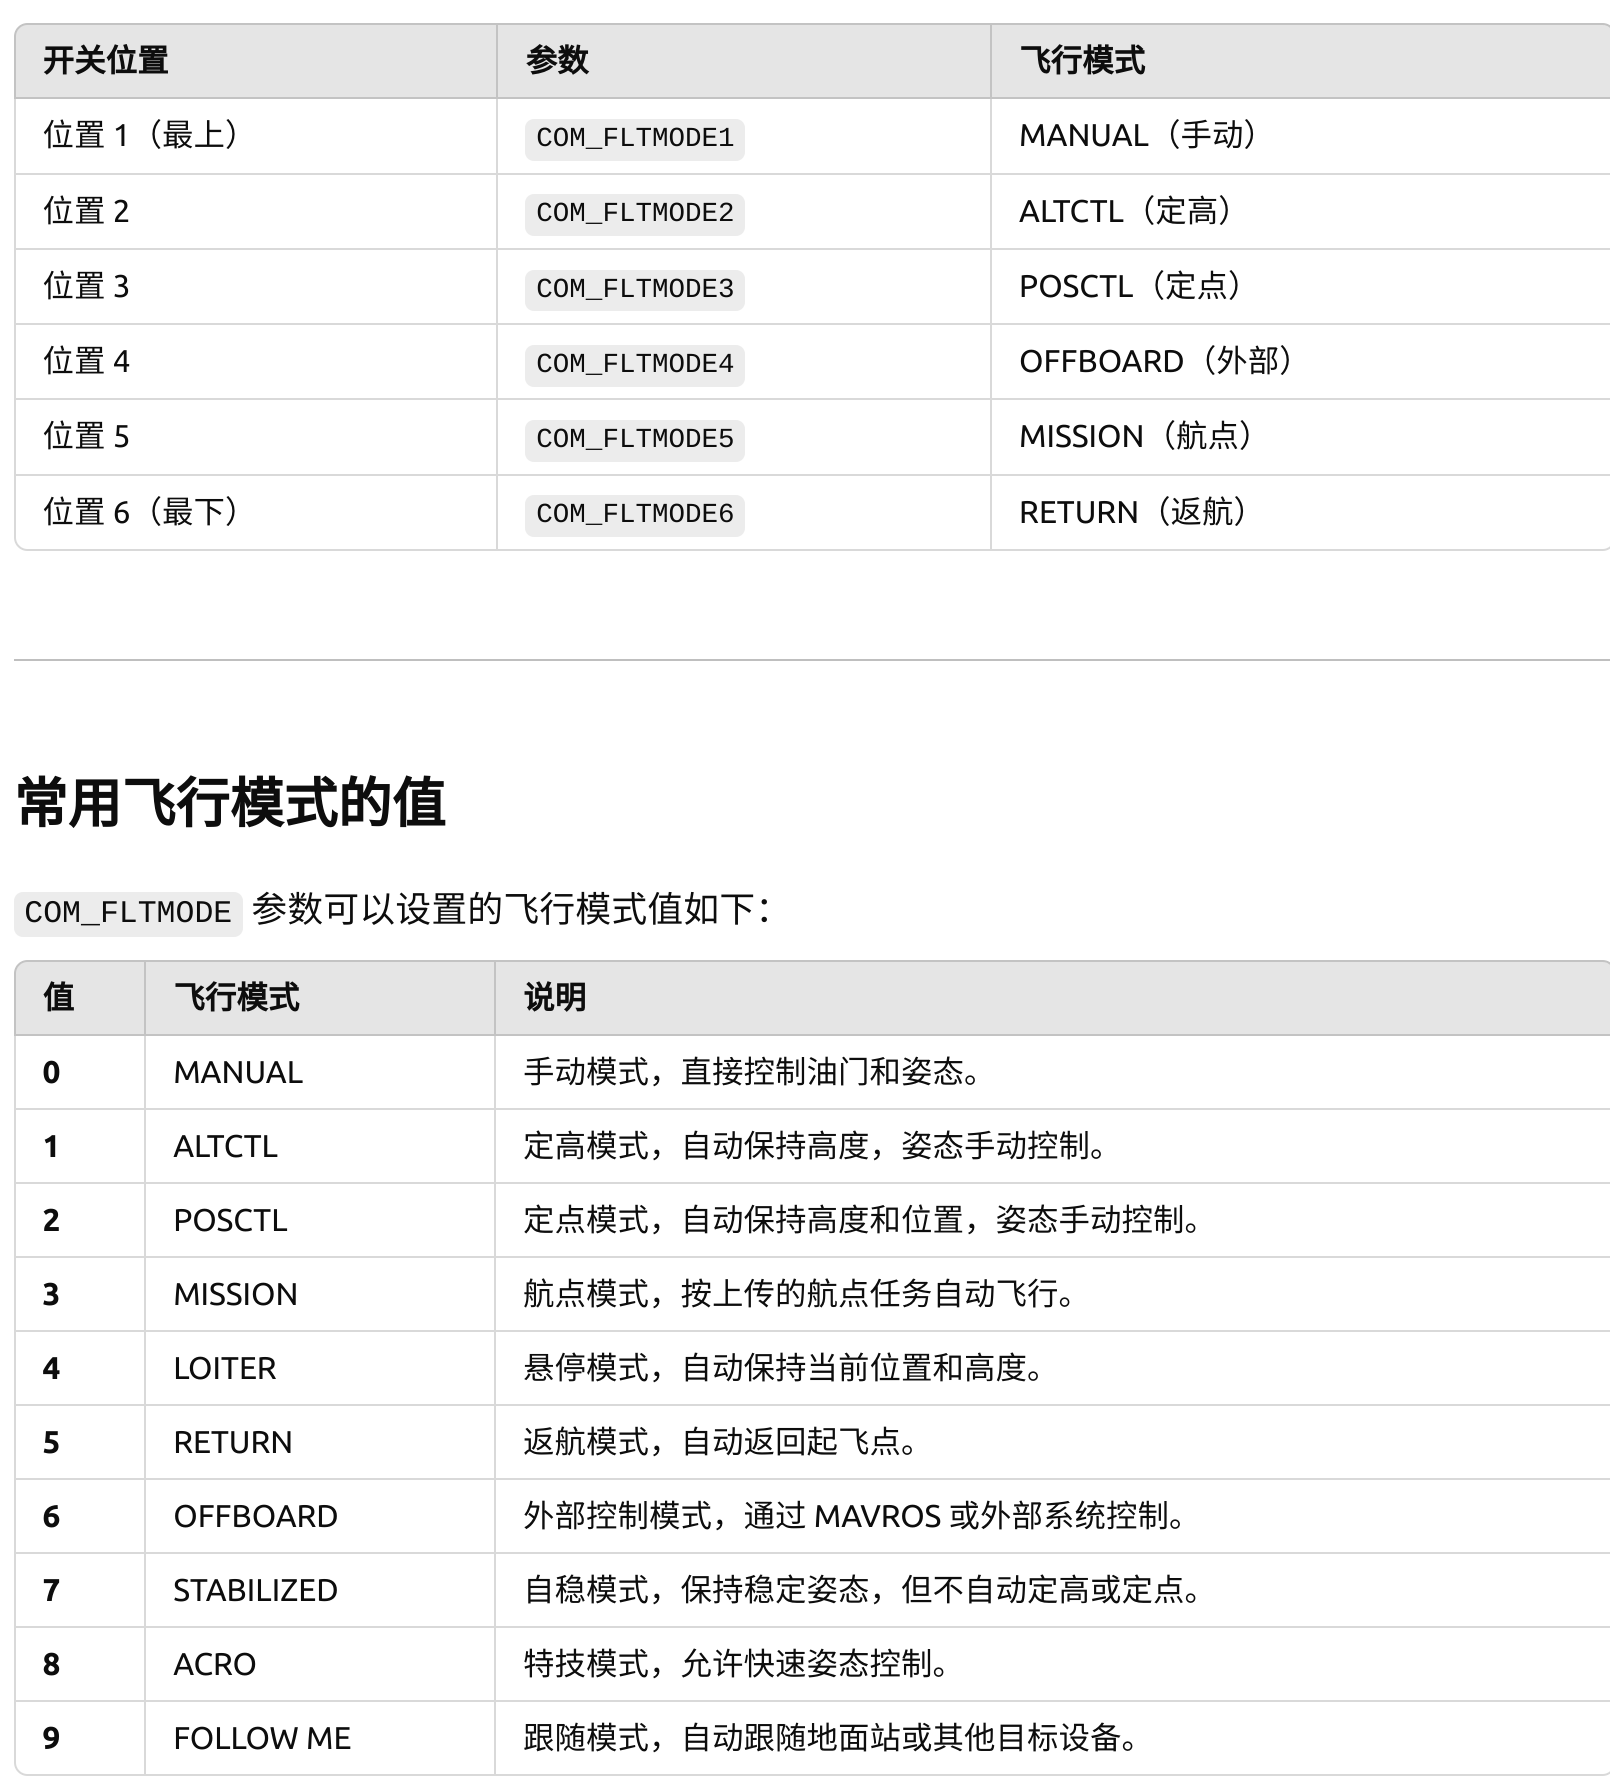 开关位置 参数 飞行模式
位置 1（最上） COM_FLTMODE1 MANUAL（手动）
位置 2 COM_FLTMODE2 ALTCTL（定高）
位置 3 COM_FLTMODE3 POSCTL（定点）
位置 4 COM_FLTMODE4 OFFBOARD（外部）
位置 5 COM_FLTMODE5 MISSION（航点）
位置 6（最下） COM_FLTMODE6 RETURN（返航）
常用飞行模式的值
COM_FLTMODE 参数可以设置的飞行模式值如下：
值 飞行模式 说明
0 MANUAL 手动模式，直接控制油门和姿态。
1 ALTCTL 定高模式，自动保持高度，姿态手动控制。
2 POSCTL 定点模式，自动保持高度和位置，姿态手动控制。
3 MISSION 航点模式，按上传的航点任务自动飞行。
4 LOITER 悬停模式，自动保持当前位置和高度。
5 RETURN 返航模式，自动返回起飞点。
6 OFFBOARD 外部控制模式，通过 MAVROS 或外部系统控制。
7 STABILIZED 自稳模式，保持稳定姿态，但不自动定高或定点。
8 ACRO 特技模式，允许快速姿态控制。
9 FOLLOW ME 跟随模式，自动跟随地面站或其他目标设备。